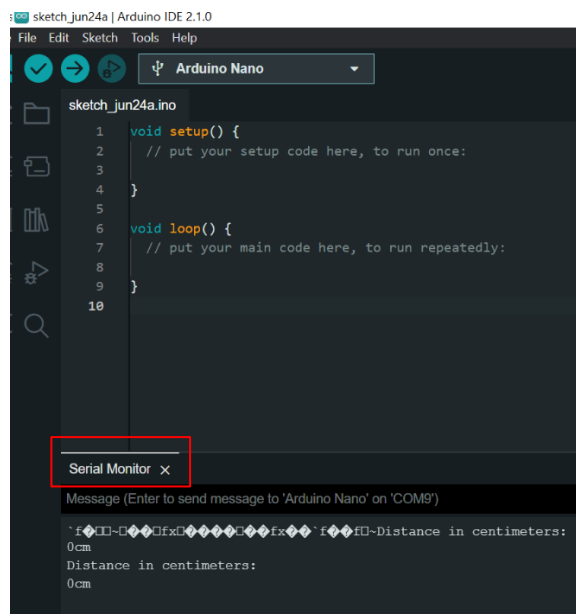 sketch_jun24a | Arduino IDE 2.1.0
File Edit Sketch Tools Help
Arduino Nano
sketch_jun24a.ino
1 void setup() {
2 // put your setup code here, to run once:
3
4 }
5
6 void loop() {
7 // put your main code here, to run repeatedly:
8
9 }
10
Serial Monitor
Message (Enter to send message to 'Arduino Nano' on 'COM9')
`f�□□~□��□fx□����□��fx��`f��f□~Distance in centimeters:
0cm
Distance in centimeters:
0cm